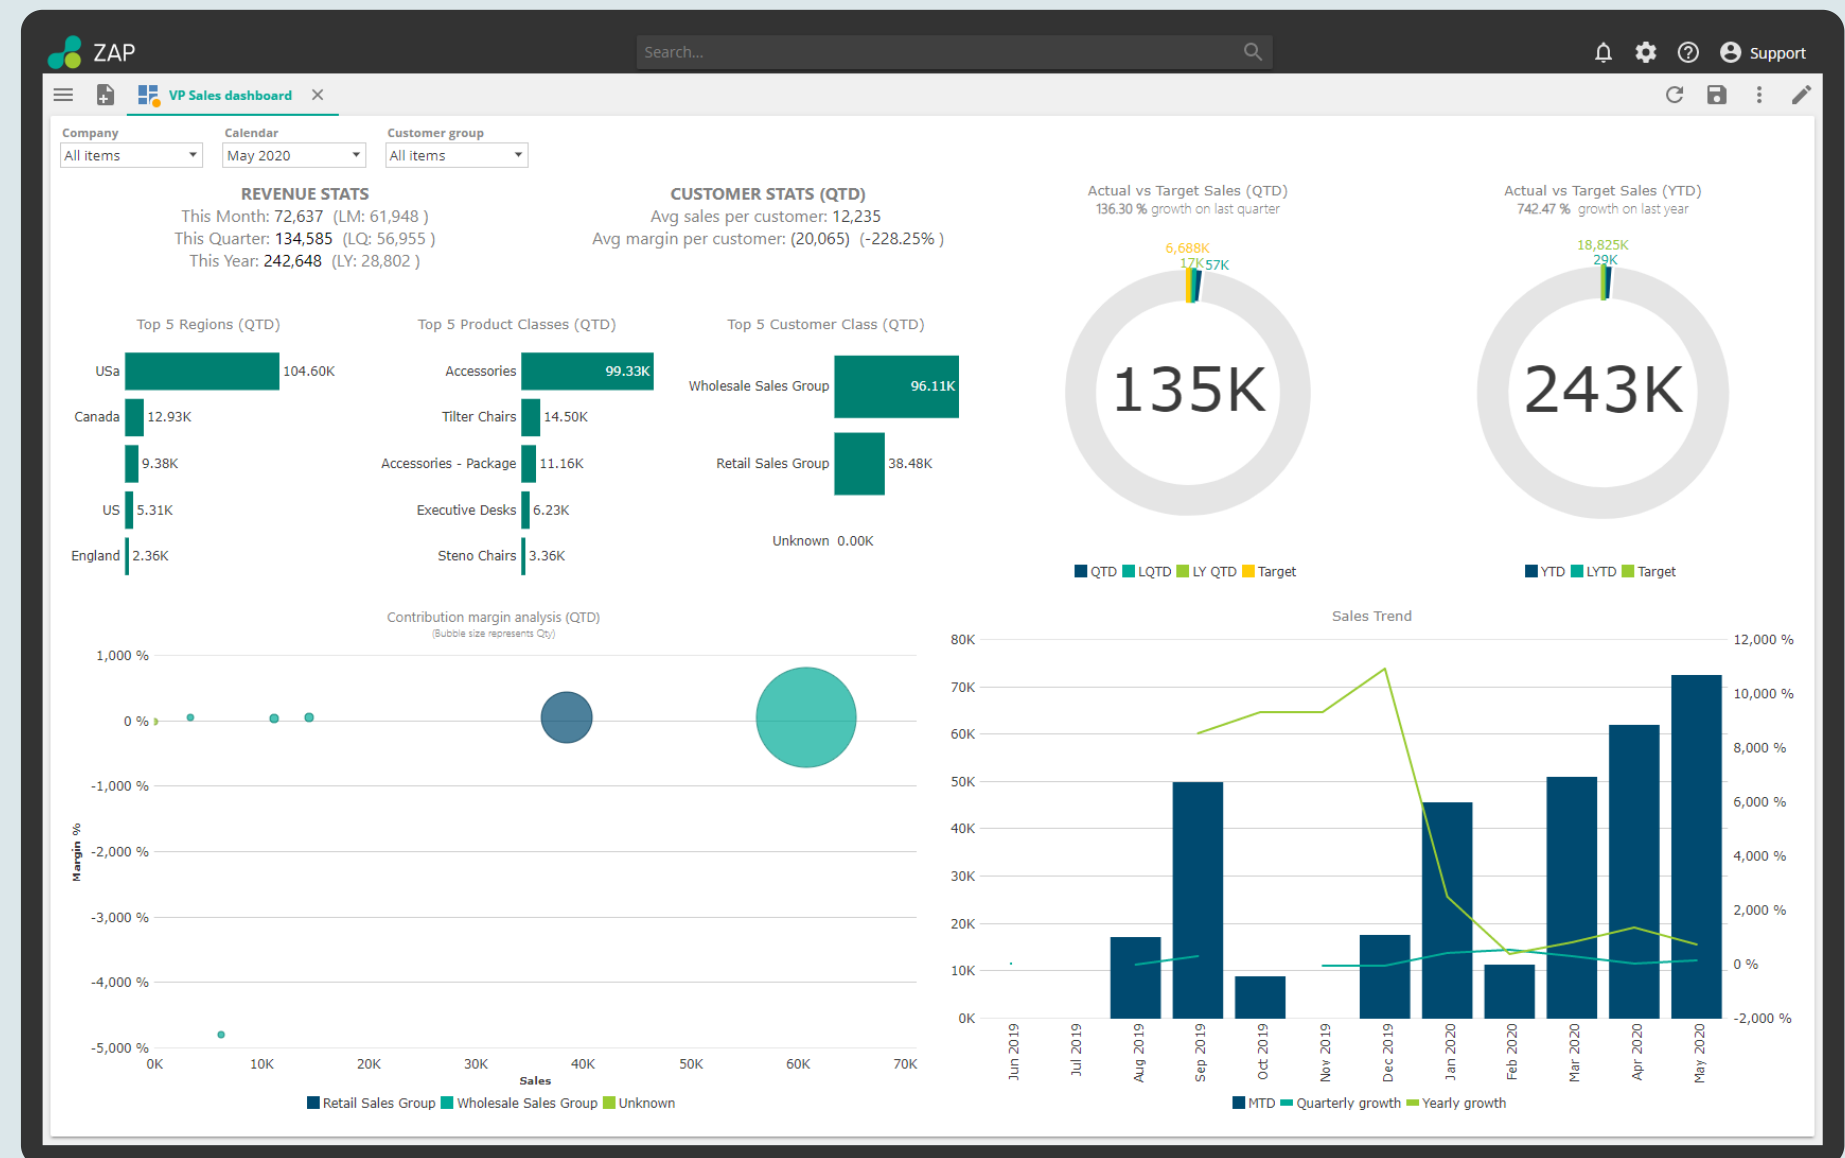 ZAP
Search...
Support
VP Sales dashboard
Company
Calendar
Customer group
All items
May 2020
All items
REVENUE STATS
This Month: 72,637 (LM: 61,948 )
This Quarter: 134,585 (LQ: 56,955 )
This Year: 242,648 (LY: 28,802 )
CUSTOMER STATS (QTD)
Avg sales per customer: 12,235
Avg margin per customer: (20,065) (-228.25% )
Actual vs Target Sales (QTD)
136.30 % growth on last quarter
6,688K
17K 57K
135K
QTD LQTD LY QTD Target
Actual vs Target Sales (YTD)
742.47 % growth on last year
18,825K
29K
243K
YTD LYTD Target
Top 5 Regions (QTD)
USa 104.60K
Canada 12.93K
9.38K
US 5.31K
England 2.36K
Top 5 Product Classes (QTD)
Accessories 99.33K
Tilter Chairs 14.50K
Accessories - Package 11.16K
Executive Desks 6.23K
Steno Chairs 3.36K
Top 5 Customer Class (QTD)
Wholesale Sales Group 96.11K
Retail Sales Group 38.48K
Unknown 0.00K
Contribution margin analysis (QTD)
(Bubble size represents Qty)
1,000 %
0 %
-1,000 %
-2,000 %
-3,000 %
-4,000 %
-5,000 %
Margin %
0K 10K 20K 30K 40K 50K 60K 70K
Sales
Retail Sales Group Wholesale Sales Group Unknown
Sales Trend
80K
70K
60K
50K
40K
30K
20K
10K
0K
12,000 %
10,000 %
8,000 %
6,000 %
4,000 %
2,000 %
0 %
-2,000 %
Jun 2019
Jul 2019
Aug 2019
Sep 2019
Oct 2019
Nov 2019
Dec 2019
Jan 2020
Feb 2020
Mar 2020
Apr 2020
May 2020
MTD Quarterly growth Yearly growth